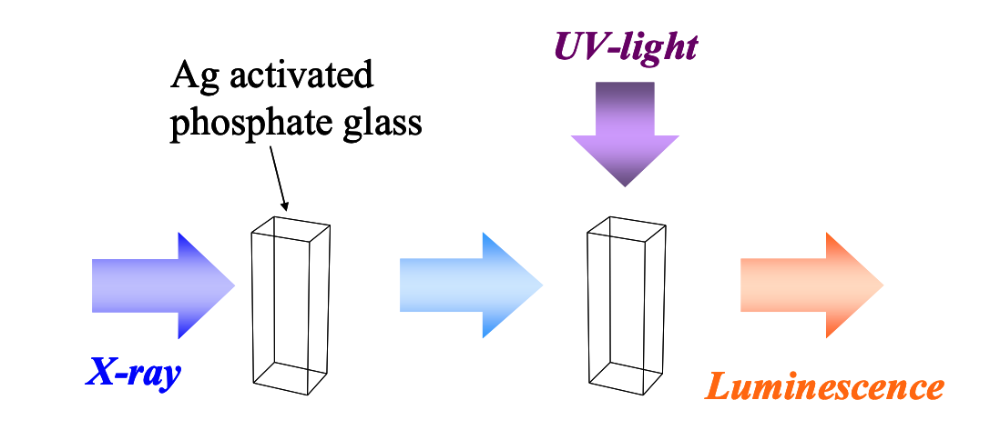 UV-light
Ag activated
phosphate glass
X-ray
Luminescence